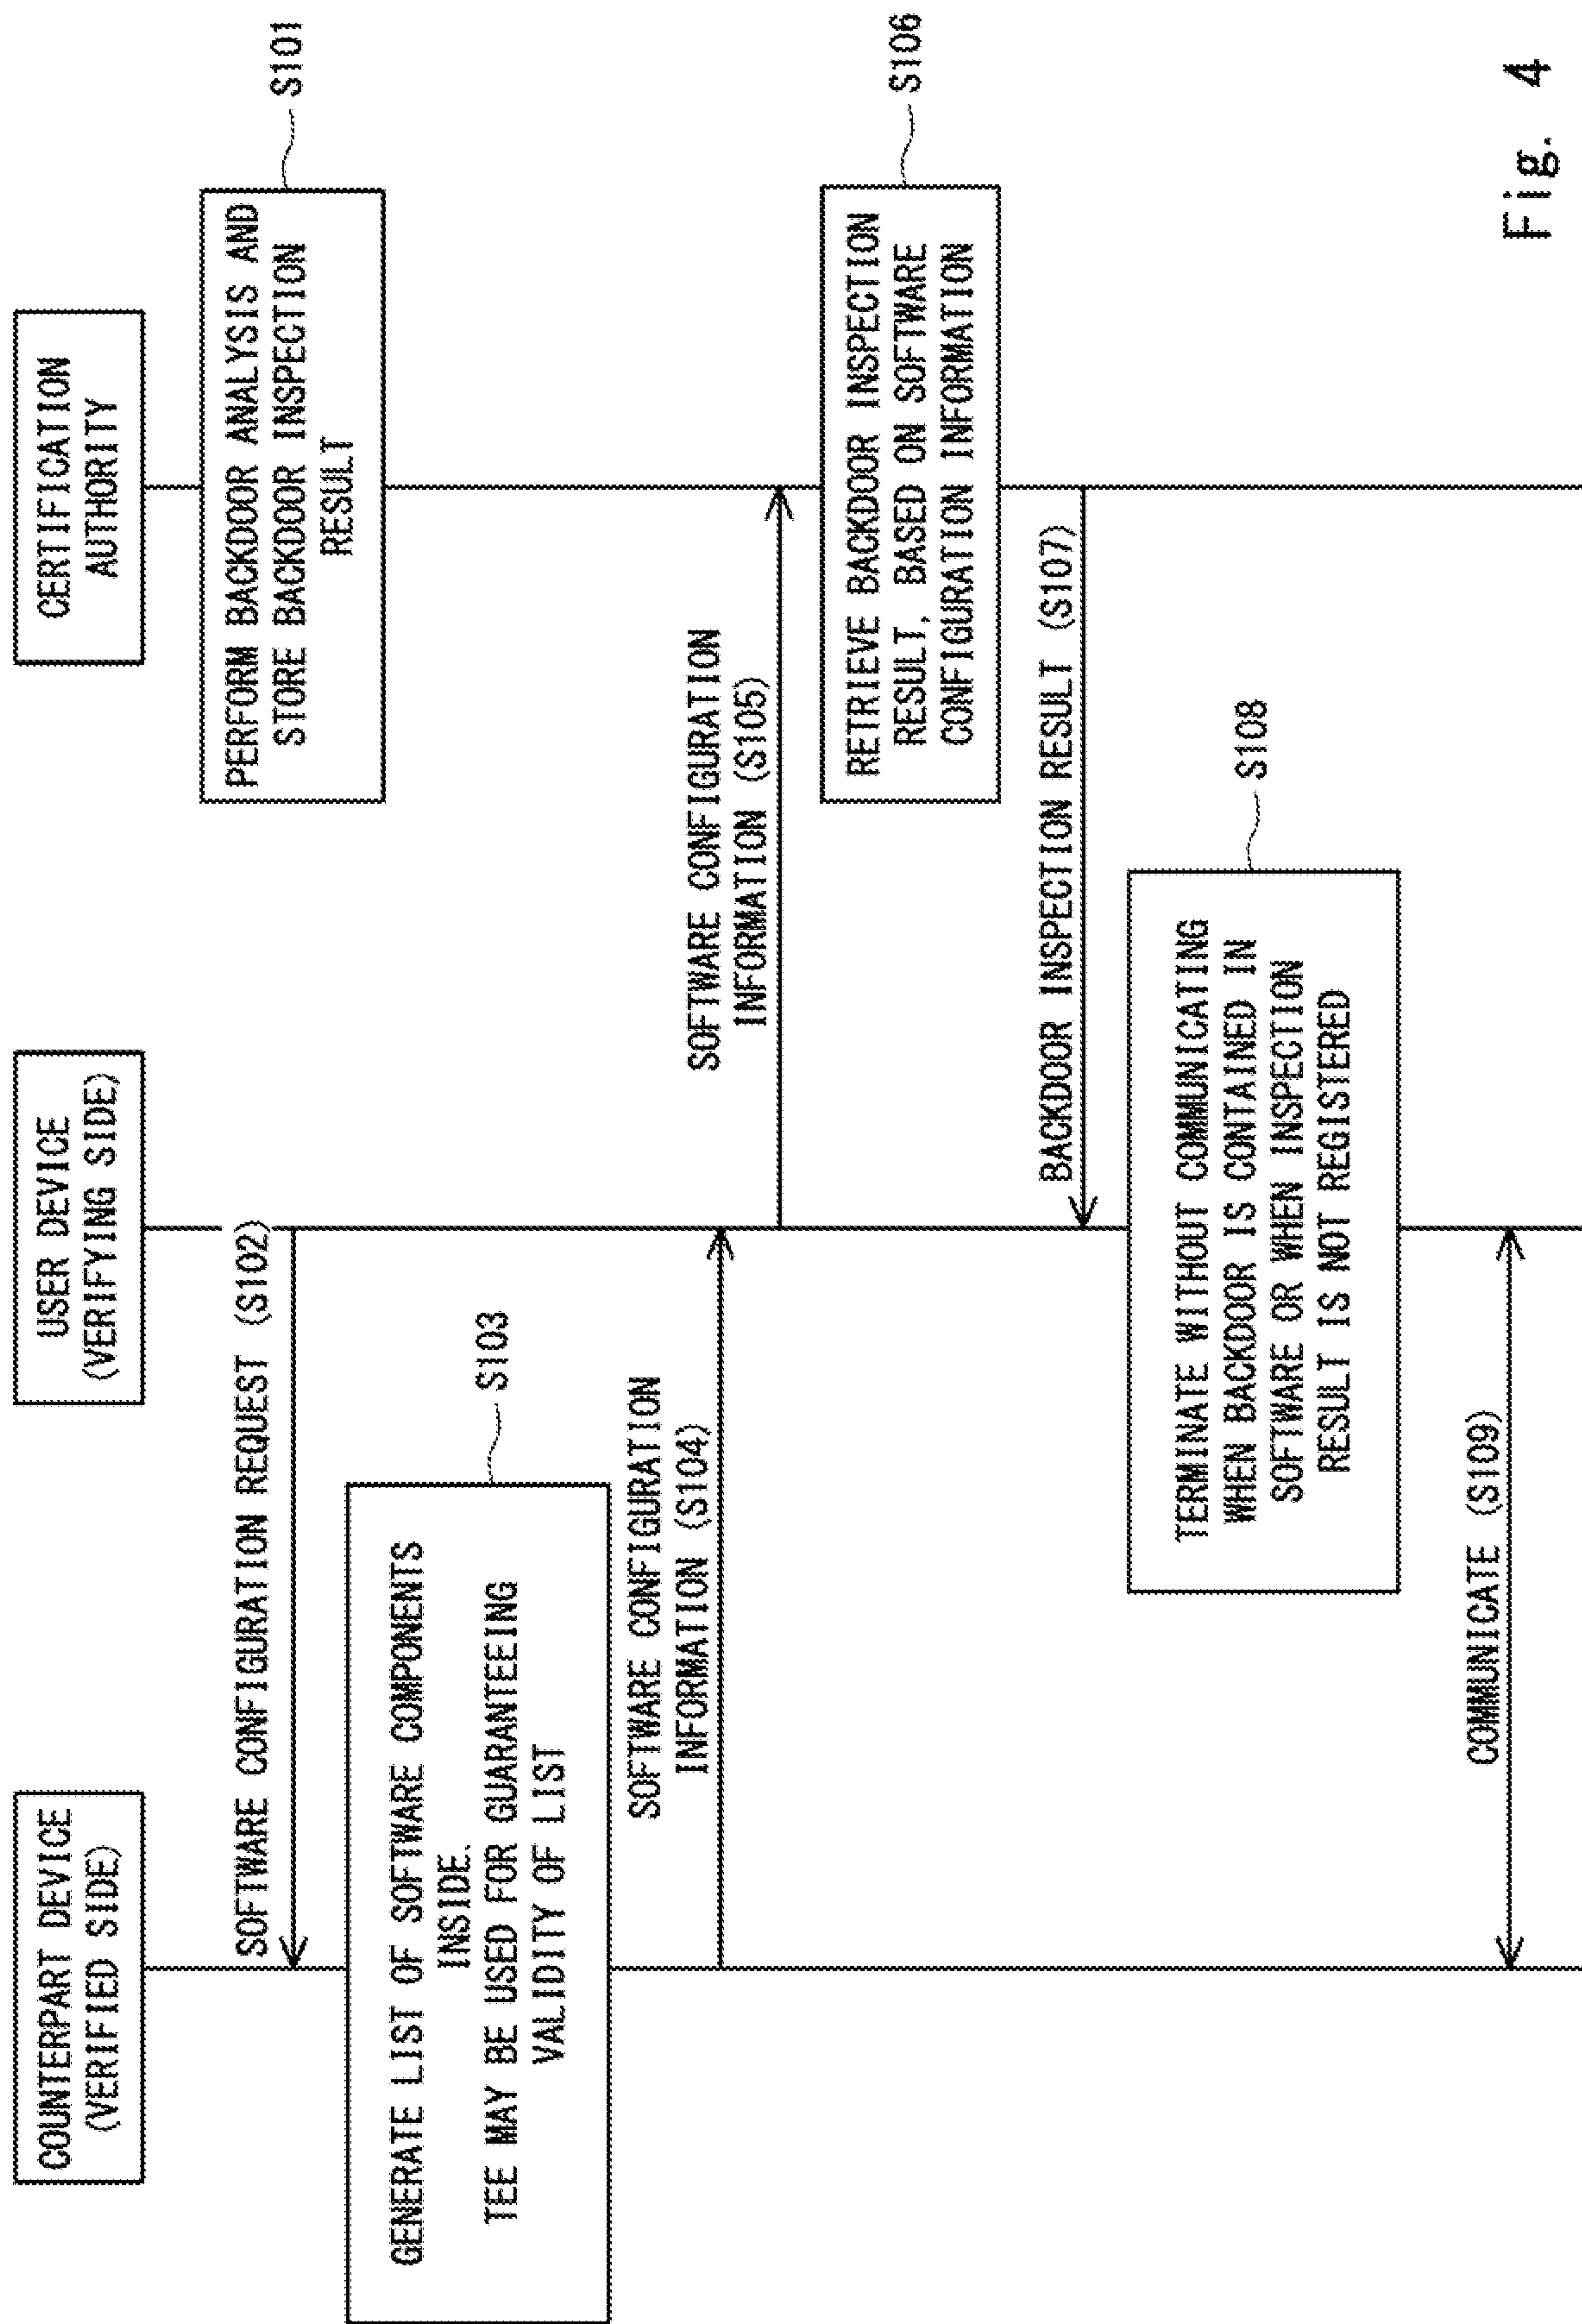 COUNTERPART DEVICE
(VERIFIED SIDE)
USER DEVICE
(VERIFYING SIDE)
CERTIFICATION
AUTHORITY
PERFORM BACKDOOR ANALYSIS AND
STORE BACKDOOR INSPECTION
RESULT
S101
SOFTWARE CONFIGURATION REQUEST (S102)
GENERATE LIST OF SOFTWARE COMPONENTS
INSIDE.
TEE MAY BE USED FOR GUARANTEEING
VALIDITY OF LIST
S103
SOFTWARE CONFIGURATION
INFORMATION (S104)
SOFTWARE CONFIGURATION
INFORMATION (S105)
RETRIEVE BACKDOOR INSPECTION
RESULT, BASED ON SOFTWARE
CONFIGURATION INFORMATION
S106
BACKDOOR INSPECTION RESULT (S107)
TERMINATE WITHOUT COMMUNICATING
WHEN BACKDOOR IS CONTAINED IN
SOFTWARE OR WHEN INSPECTION
RESULT IS NOT REGISTERED
S108
COMMUNICATE (S109)
Fig. 4